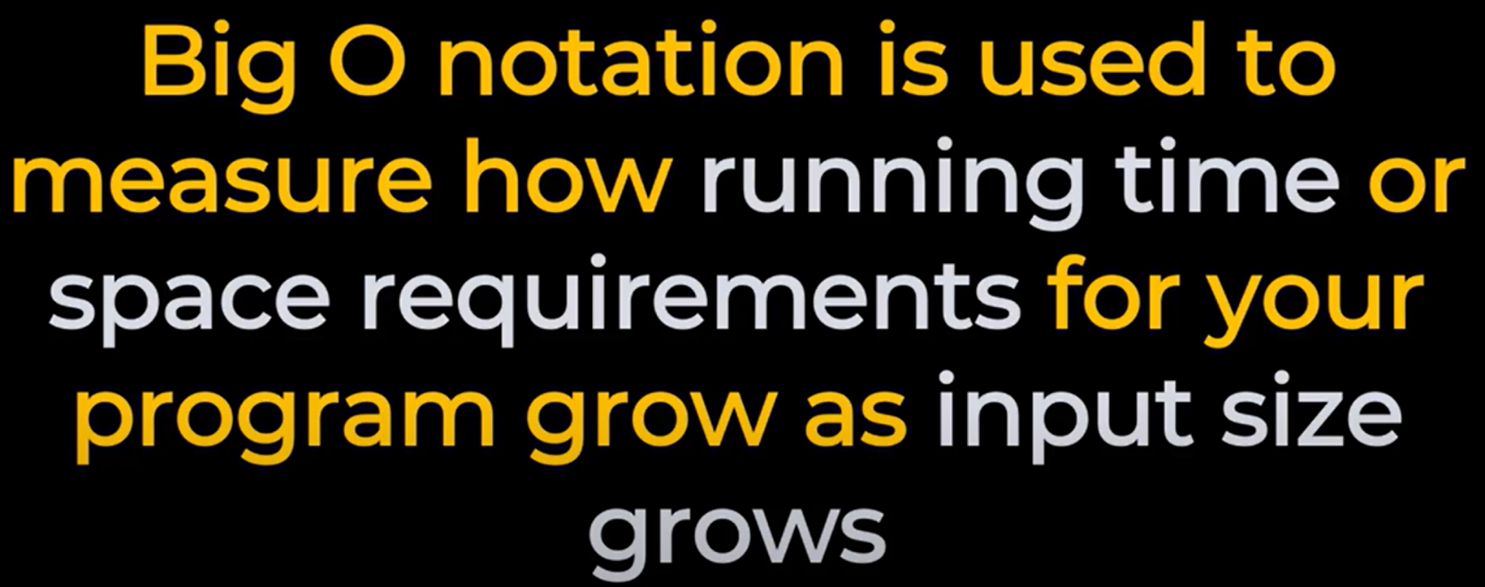 Big O notation is used to
measure how running time or
space requirements for your
program grow as input size
grows